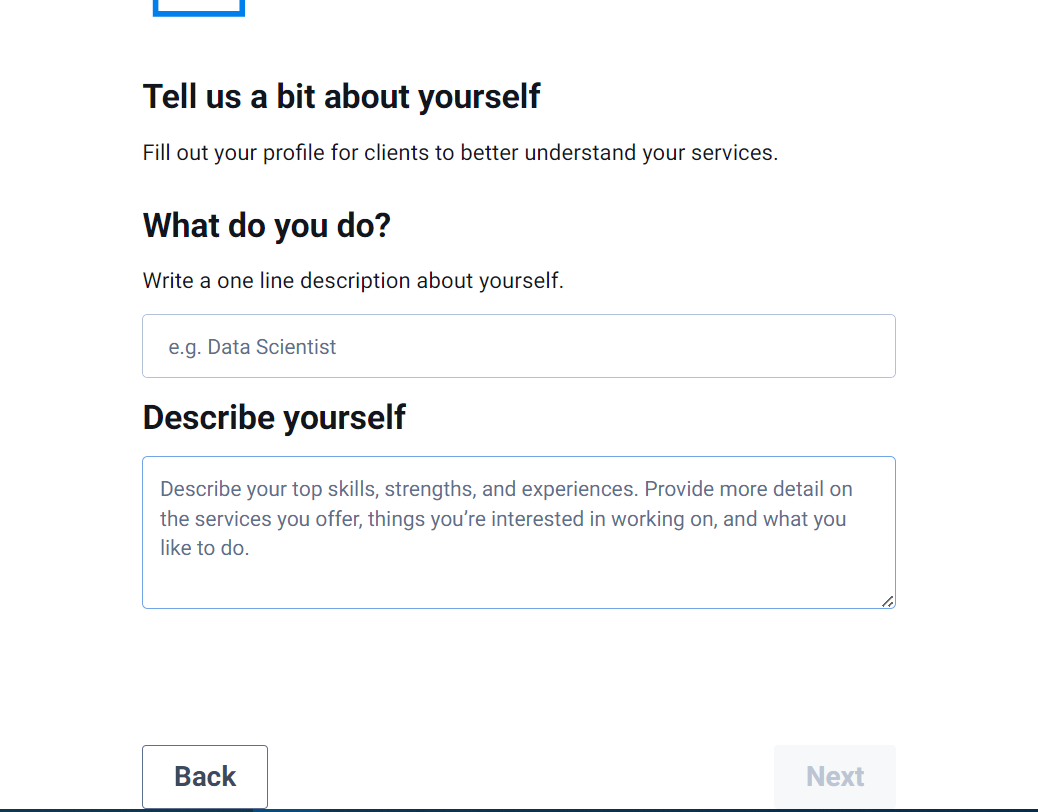 Tell us a bit about yourself
Fill out your profile for clients to better understand your services.
What do you do?
Write a one line description about yourself.
e.g. Data Scientist
Describe yourself
Describe your top skills, strengths, and experiences. Provide more detail on
the services you offer, things you’re interested in working on, and what you
like to do.
Back
Next